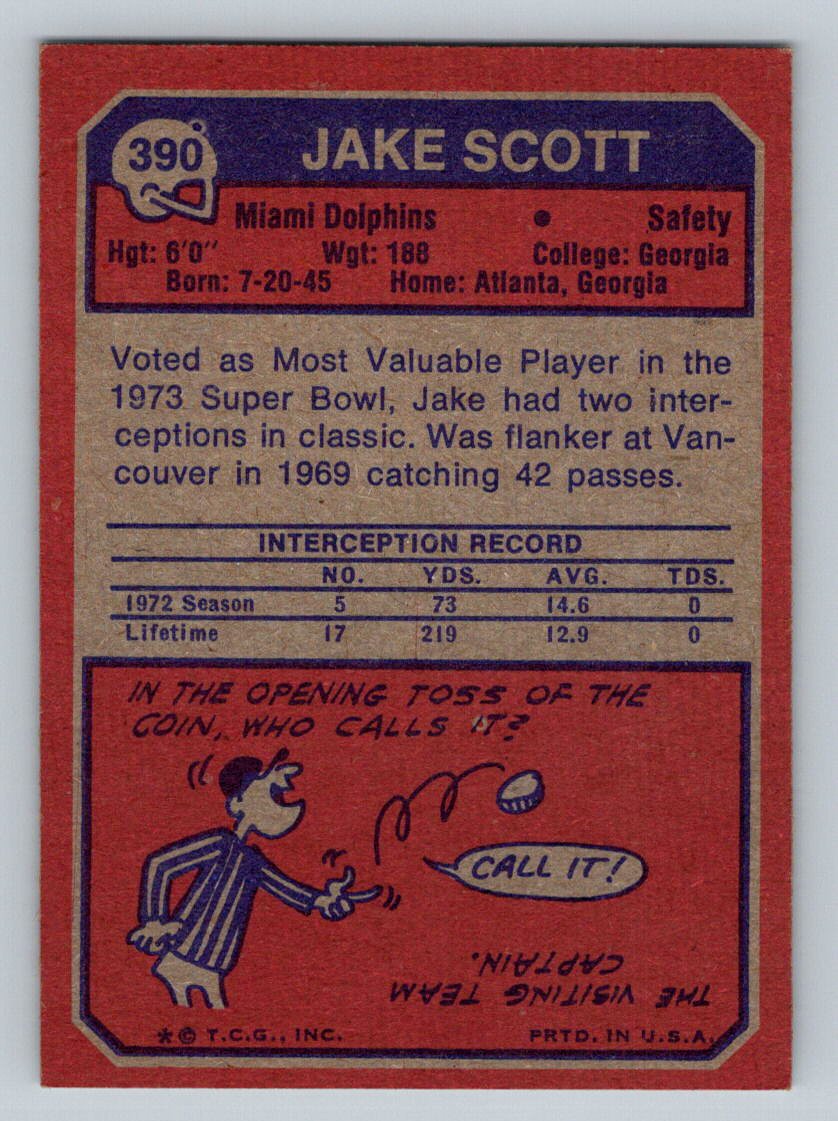 390
JAKE SCOTT
Miami Dolphins • Safety
Hgt: 6'0" Wgt: 188 College: Georgia
Born: 7-20-45 Home: Atlanta, Georgia
Voted as Most Valuable Player in the
1973 Super Bowl, Jake had two inter-
ceptions in classic. Was flanker at Van-
couver in 1969 catching 42 passes.
INTERCEPTION RECORD
NO. YDS. AVG. TDS.
1972 Season 5 73 14.6 0
Lifetime 17 219 12.9 0
IN THE OPENING TOSS OF THE
COIN, WHO CALLS IT?
CALL IT!
THE VISITING TEAM
CAPTAIN.
* © T.C.G., INC. PRTD. IN U.S.A.